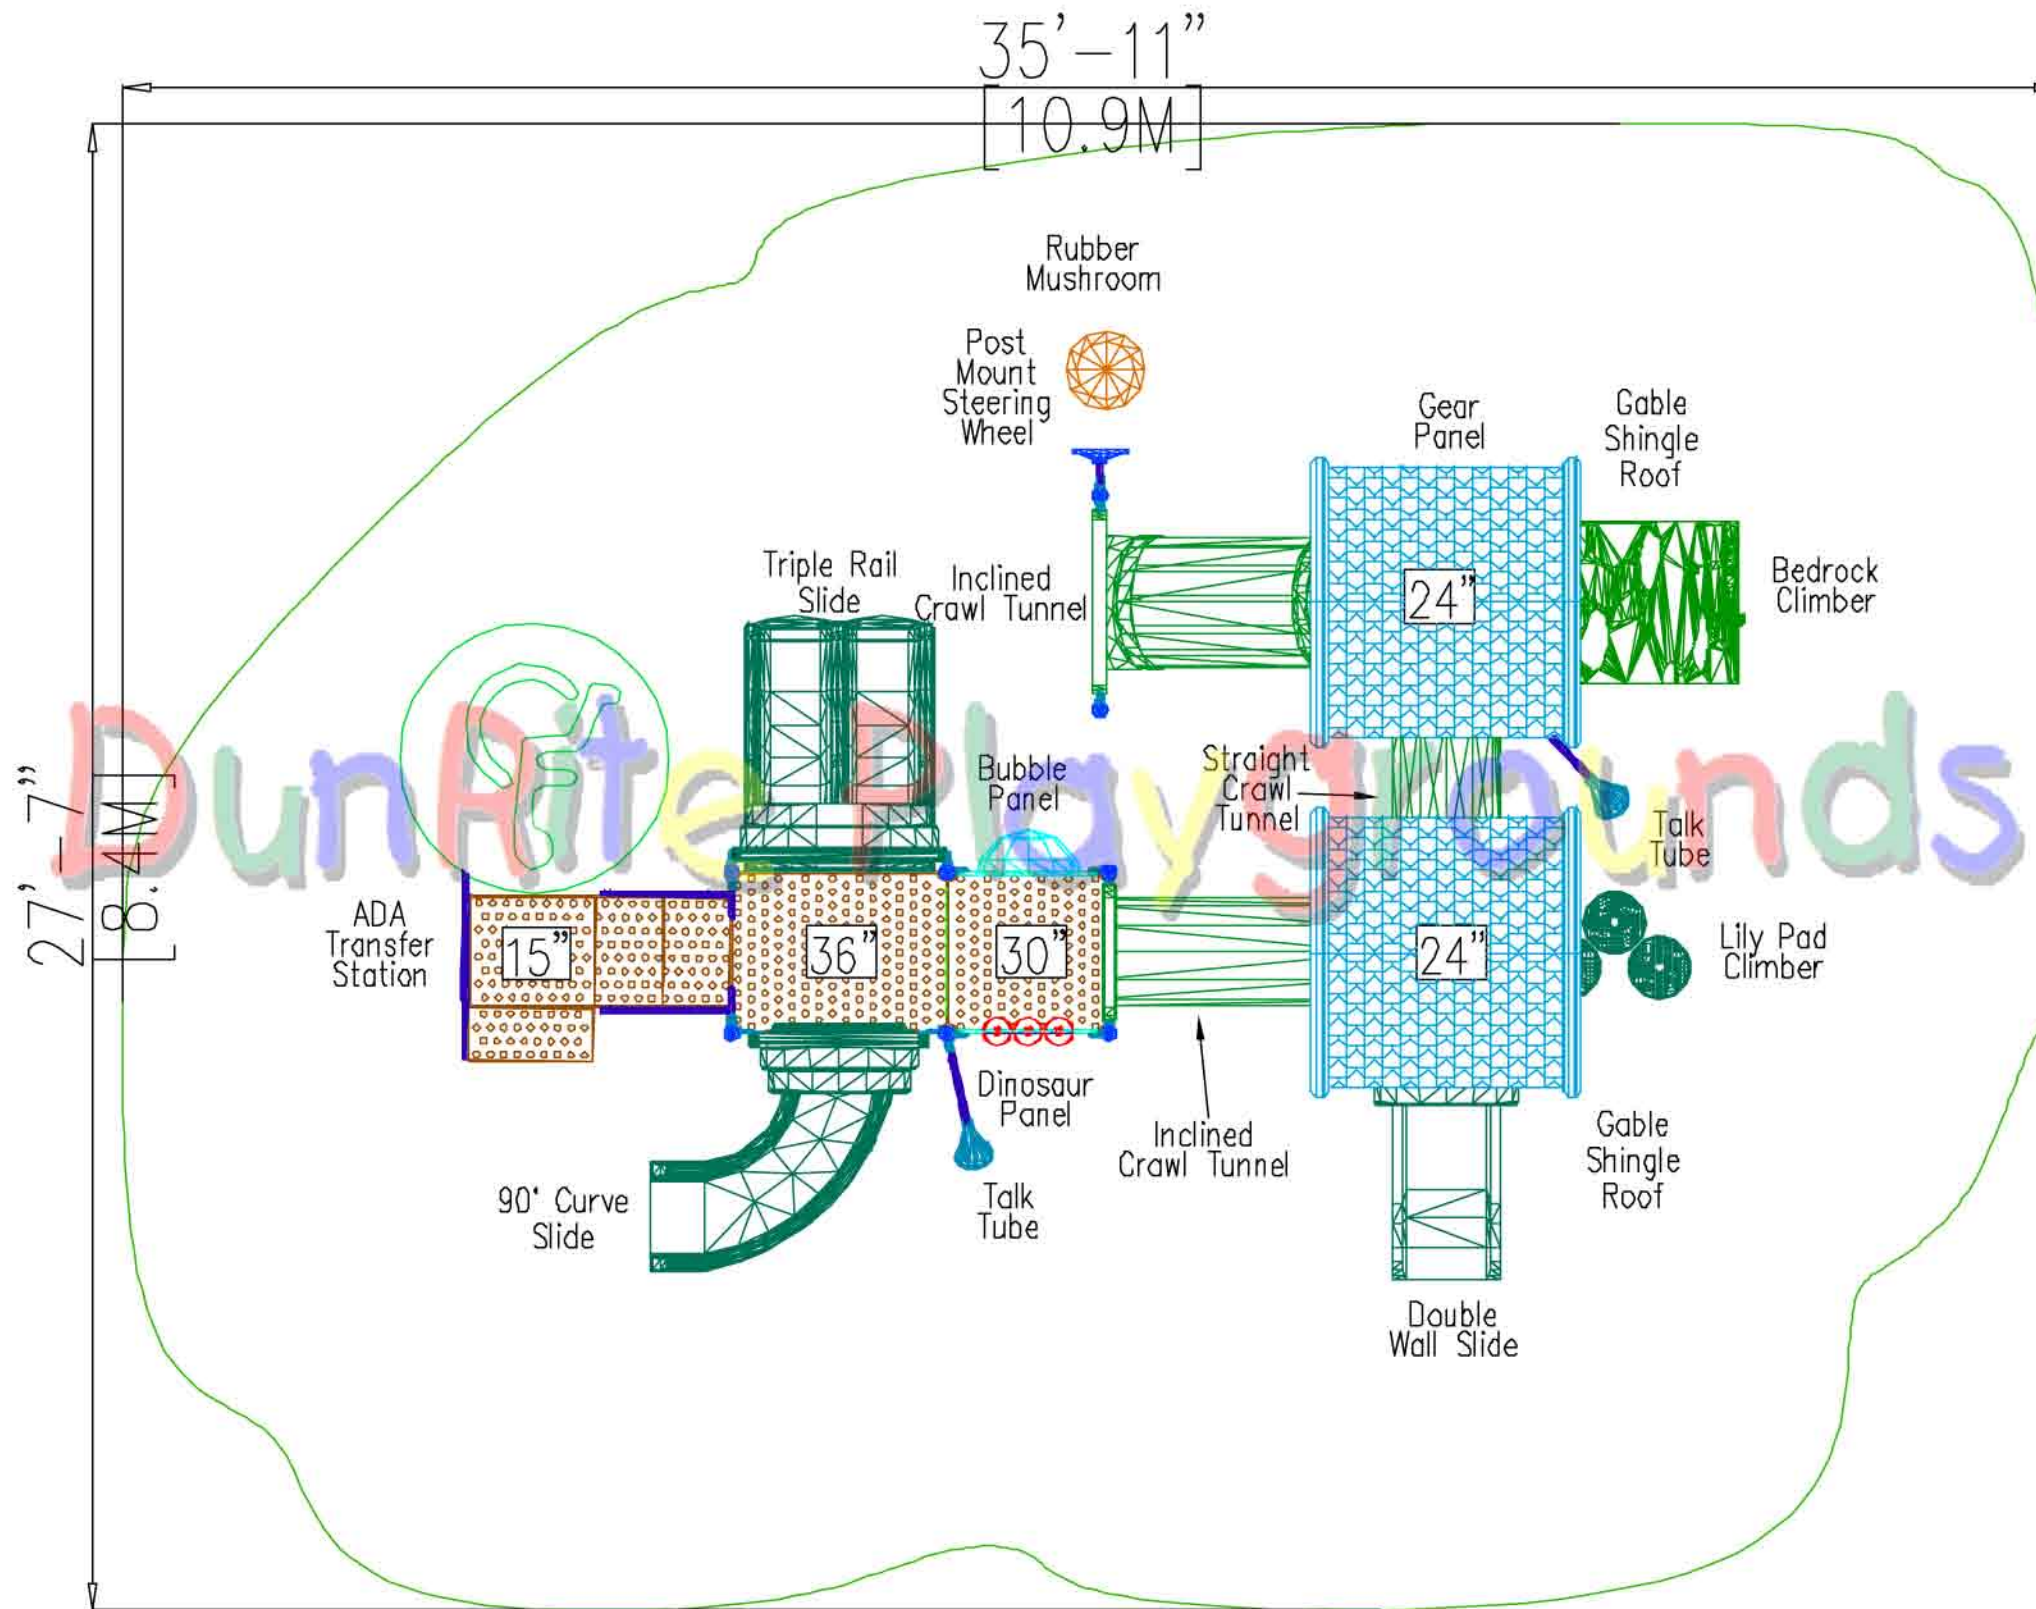 35'-11"
[10.9M]
Rubber
Mushroom
Post
Mount
Steering
Wheel
Gear
Panel
Gable
Shingle
Roof
Triple Rail
Slide
Inclined
Crawl Tunnel
24"
Bedrock
Climber
27'-7"
[8.4M]
DunRite Playgrounds
Bubble
Panel
Straight
Crawl
Tunnel
Talk
Tube
ADA
Transfer
Station
15"
36"
30"
24"
Lily Pad
Climber
Dinosaur
Panel
Inclined
Crawl Tunnel
Gable
Shingle
Roof
90° Curve
Slide
Talk
Tube
Double
Wall Slide